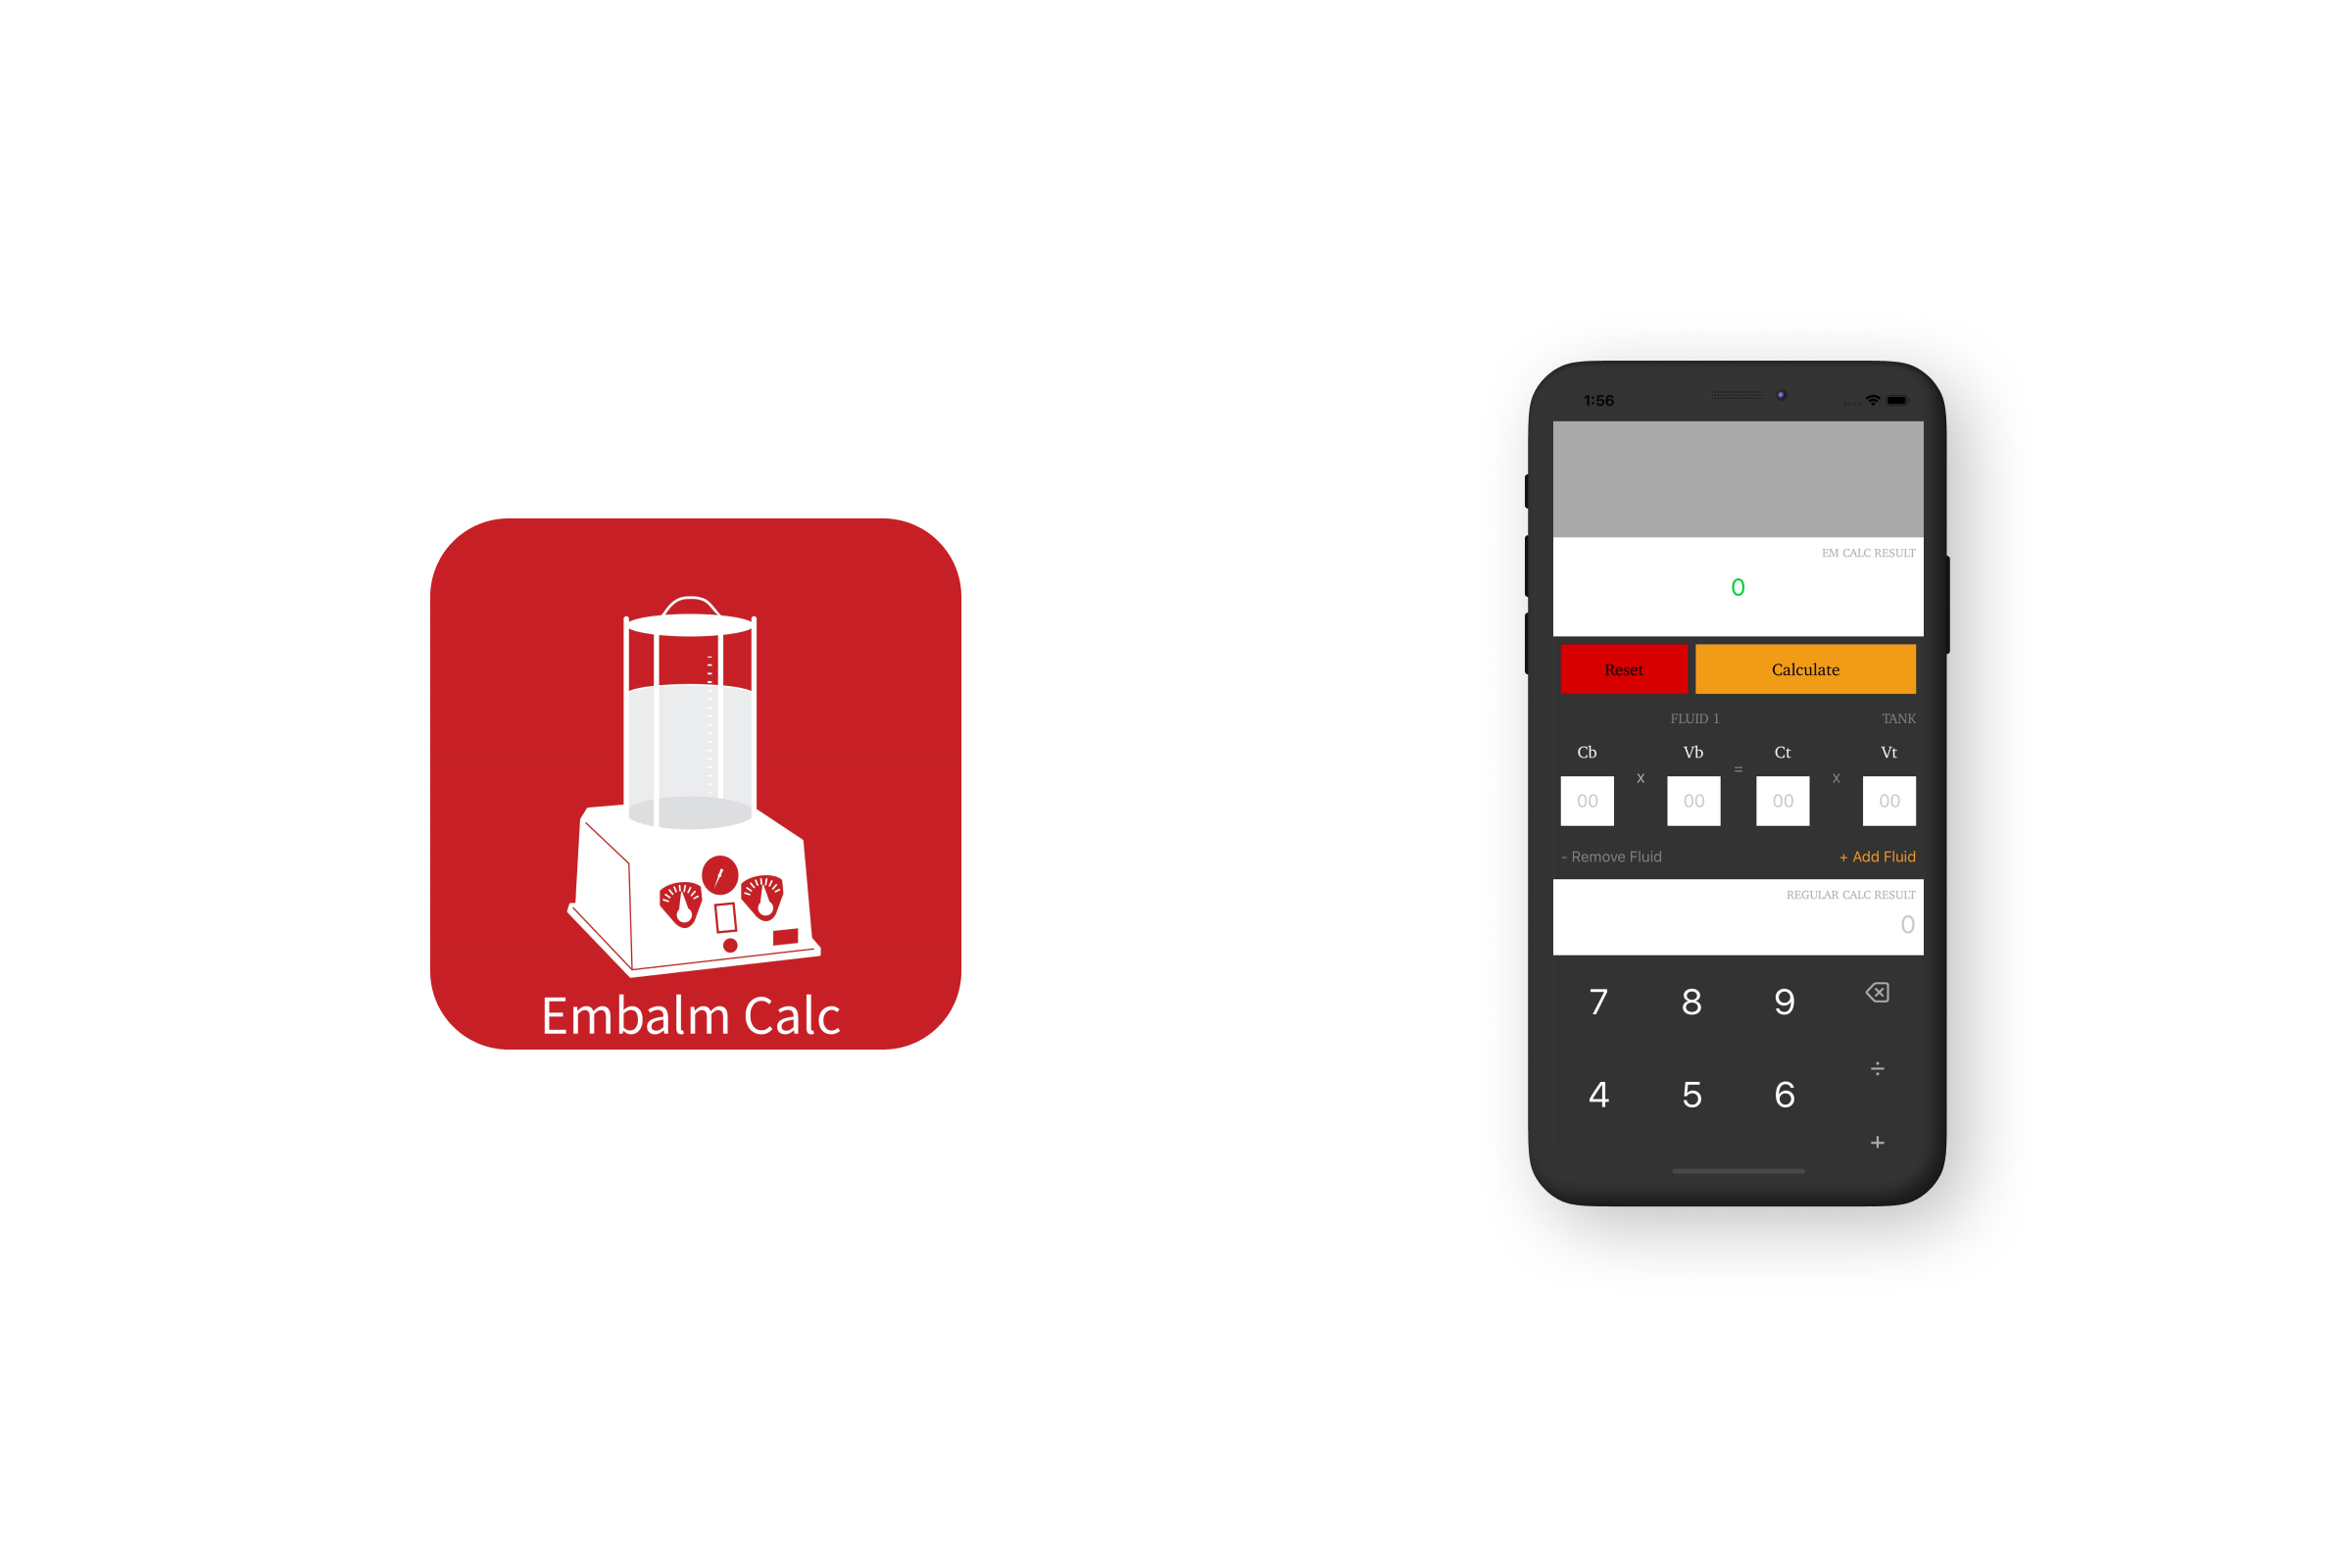 Embalm Calc
1:56
EM CALC RESULT
0
Reset
Calculate
FLUID 1
TANK
Cb
Vb
Ct
Vt
x
=
x
00
00
00
00
- Remove Fluid
+ Add Fluid
REGULAR CALC RESULT
0
7
8
9
÷
4
5
6
+